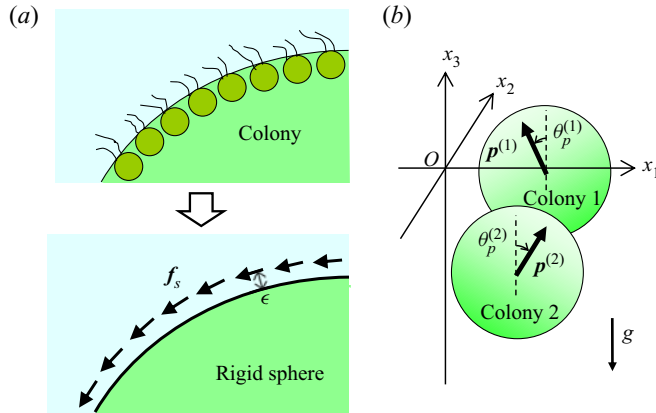 (a)
Colony
f_s
ϵ
Rigid sphere
(b)
x_3
x_2
p^(1)
θ_p^(1)
O
x_1
Colony 1
θ_p^(2)
p^(2)
Colony 2
g